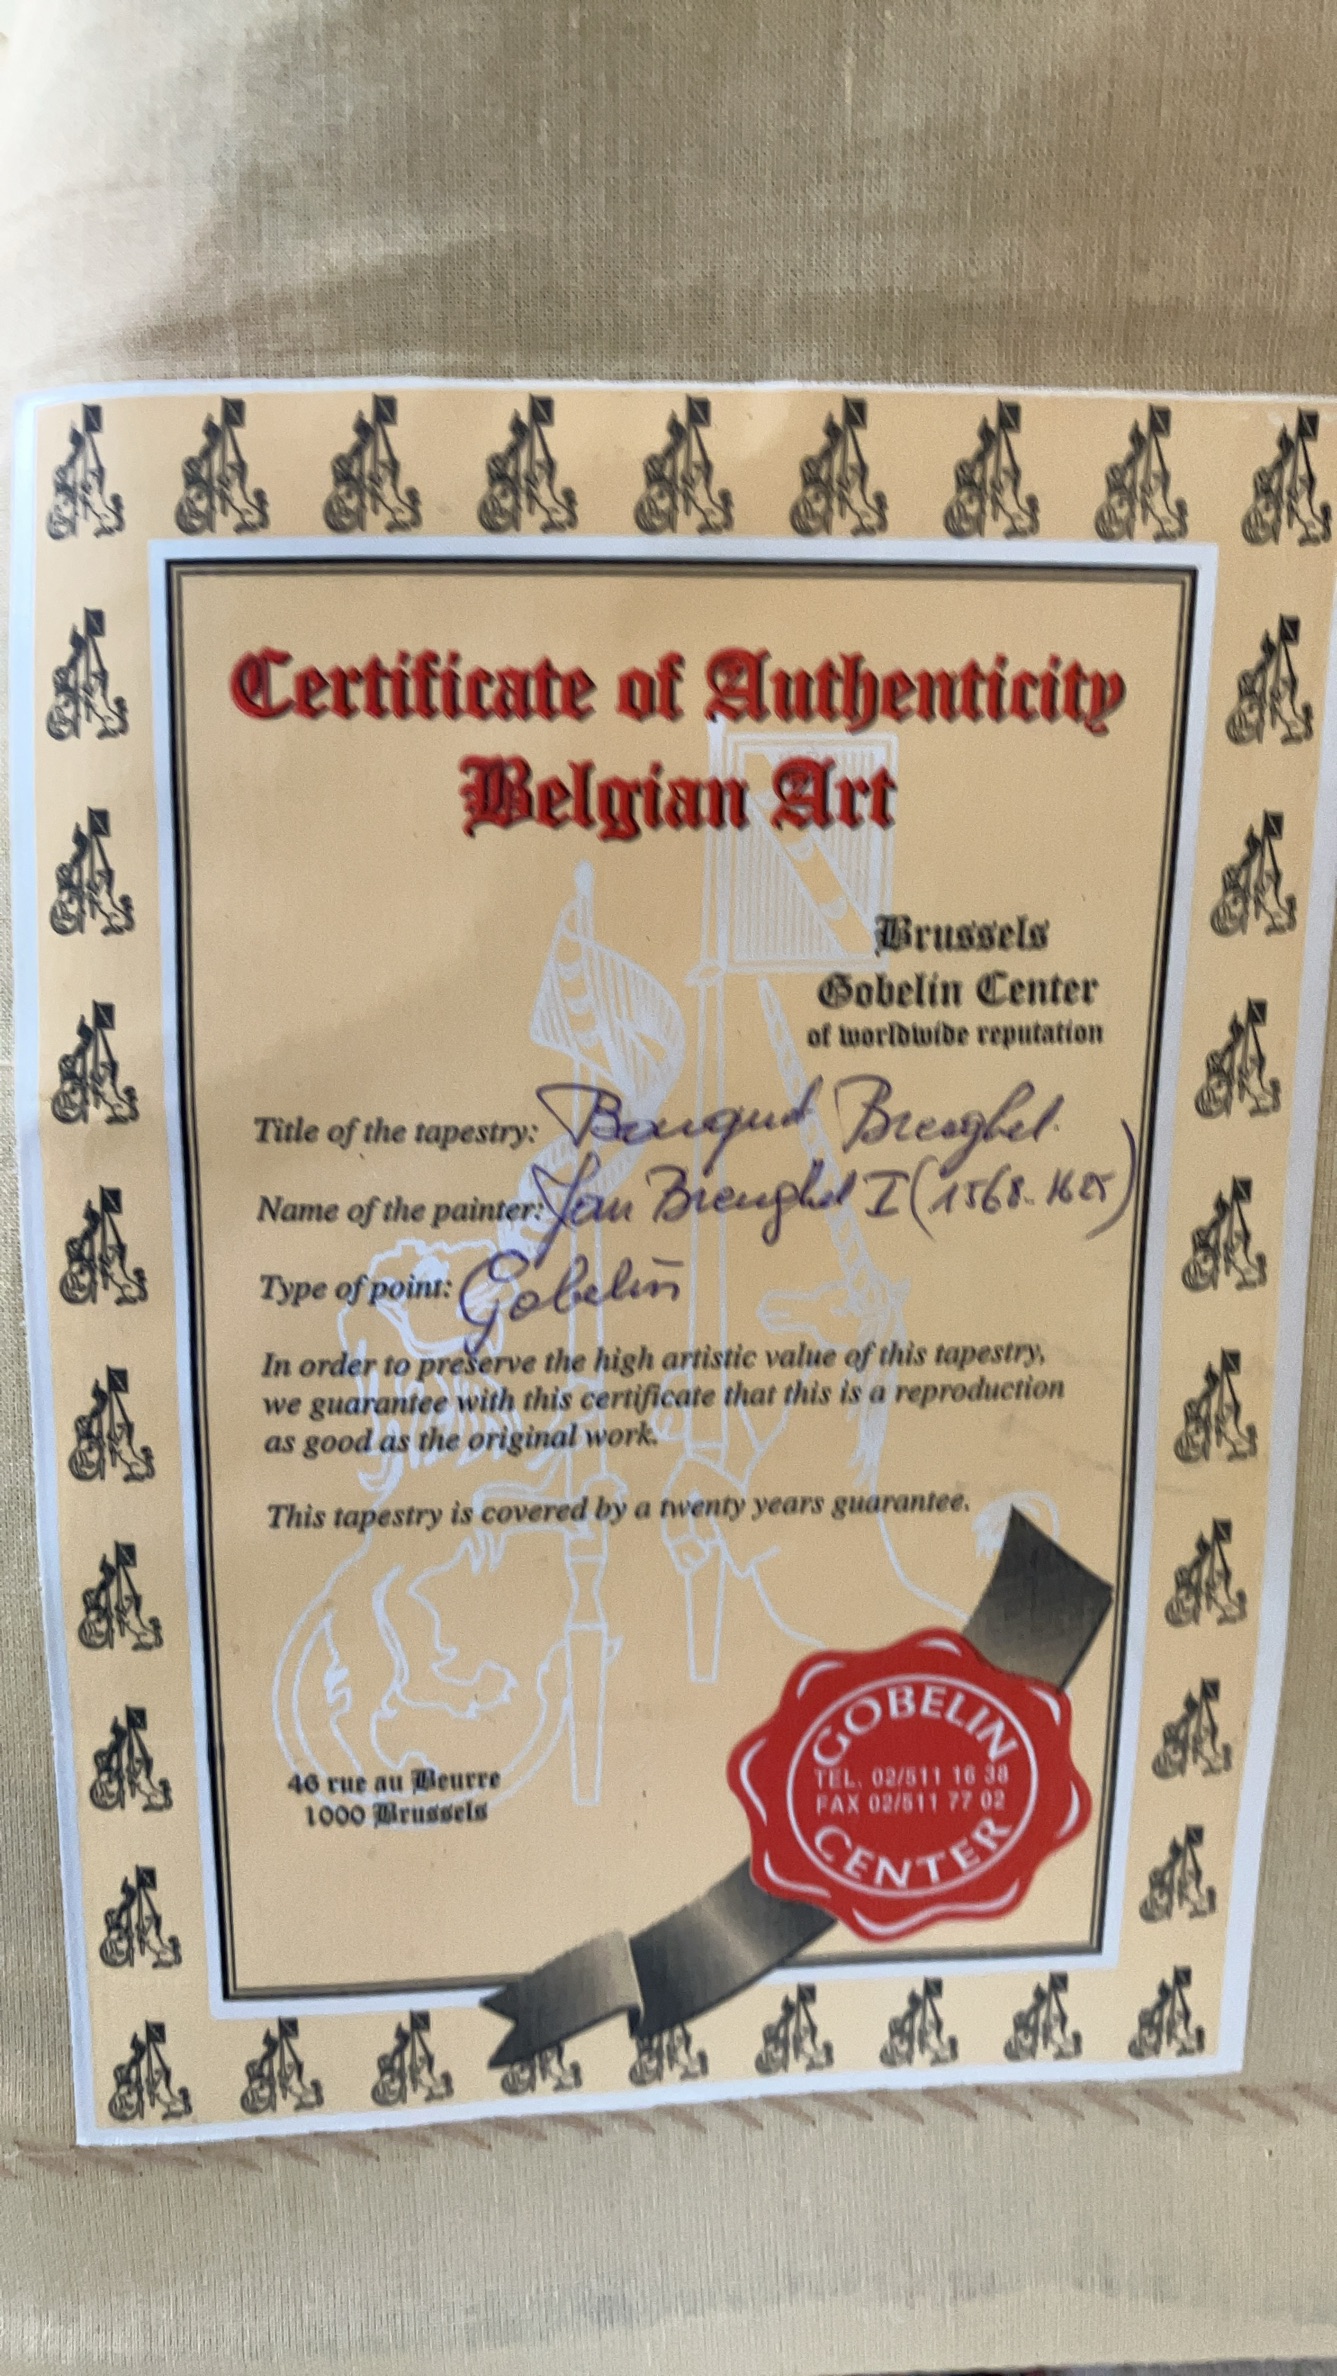 Certificate of Authenticity
Belgian Art
Brussels
Gobelin Center
of worldwide reputation
Title of the tapestry: Bouquet Breughel.
Name of the painter: Jan Breughel I (1568-1625)
Type of point: Gobelin
In order to preserve the high artistic value of this tapestry,
we guarantee with this certificate that this is a reproduction
as good as the original work.
This tapestry is covered by a twenty years guarantee.
46 rue au Beurre
1000 Brussels
GOBELIN
TEL. 02/511 16 38
FAX 02/511 77 02
CENTER